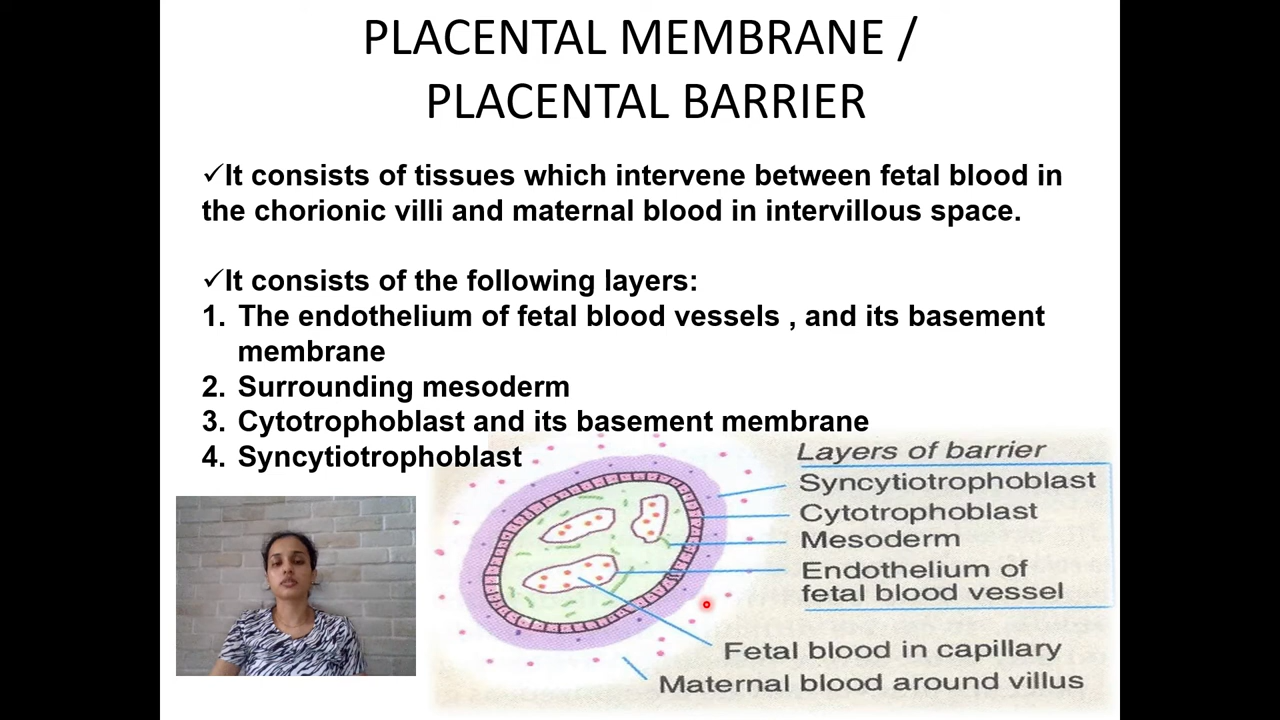 PLACENTAL MEMBRANE /
PLACENTAL BARRIER
✓It consists of tissues which intervene between fetal blood in
the chorionic villi and maternal blood in intervillous space.
✓It consists of the following layers:
1. The endothelium of fetal blood vessels , and its basement
membrane
2. Surrounding mesoderm
3. Cytotrophoblast and its basement membrane
4. Syncytiotrophoblast
Layers of barrier
Syncytiotrophoblast
Cytotrophoblast
Mesoderm
Endothelium of
fetal blood vessel
Fetal blood in capillary
Maternal blood around villus